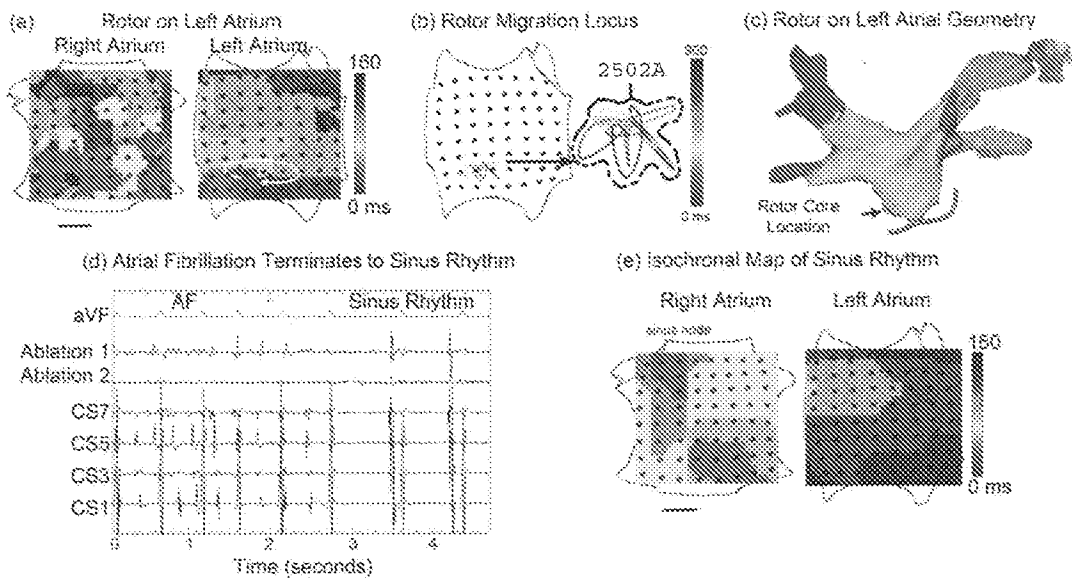 (a) Rotor on Left Atrium
Right Atrium Left Atrium
160
0 ms
(b) Rotor Migration Locus
2502A
0 ms
(c) Rotor on Left Atrial Geometry
Rotor Core
Location
(d) Atrial Fibrillation Terminates to Sinus Rhythm
AF Sinus Rhythm
aVF
Ablation 1
Ablation 2
CS7
CS5
CS3
CS1
0 1 2 3 4
Time (seconds)
(e) Isochronal Map of Sinus Rhythm
Right Atrium Left Atrium
sinus node
160
0 ms